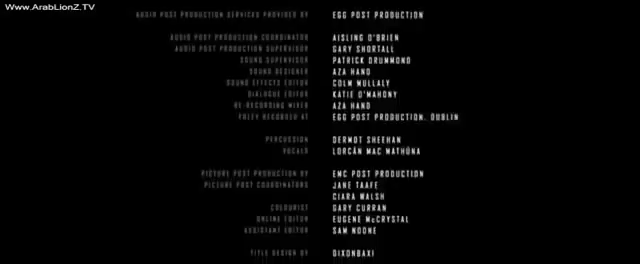 www.ArabLionZ.TV
AUDIO POST PRODUCTION SERVICES PROVIDED BY EGG POST PRODUCTION
AUDIO POST PRODUCTION COORDINATOR AISLING O'BRIEN
AUDIO POST PRODUCTION SUPERVISOR GARY SHORTALL
SOUND SUPERVISOR PATRICK DRUMMOND
SOUND DESIGNER AZA HAND
SOUND EFFECTS EDITOR COLM MULLALY
DIALOGUE EDITOR KATIE O'MAHONY
RE-RECORDING MIXER AZA HAND
FOLEY RECORDED AT EGG POST PRODUCTION, DUBLIN
PERCUSSION DERMOT SHEEHAN
VOCALS LORCÁN MAC MATHÚNA
PICTURE POST PRODUCTION BY EMC POST PRODUCTION
PICTURE POST COORDINATORS JANE TAAFE
CIARA WALSH
COLOURIST GARY CURRAN
ONLINE EDITOR EUGENE McCRYSTAL
ASSISTANT EDITOR SAM NOONE
TITLE DESIGN BY DIXONBAXI